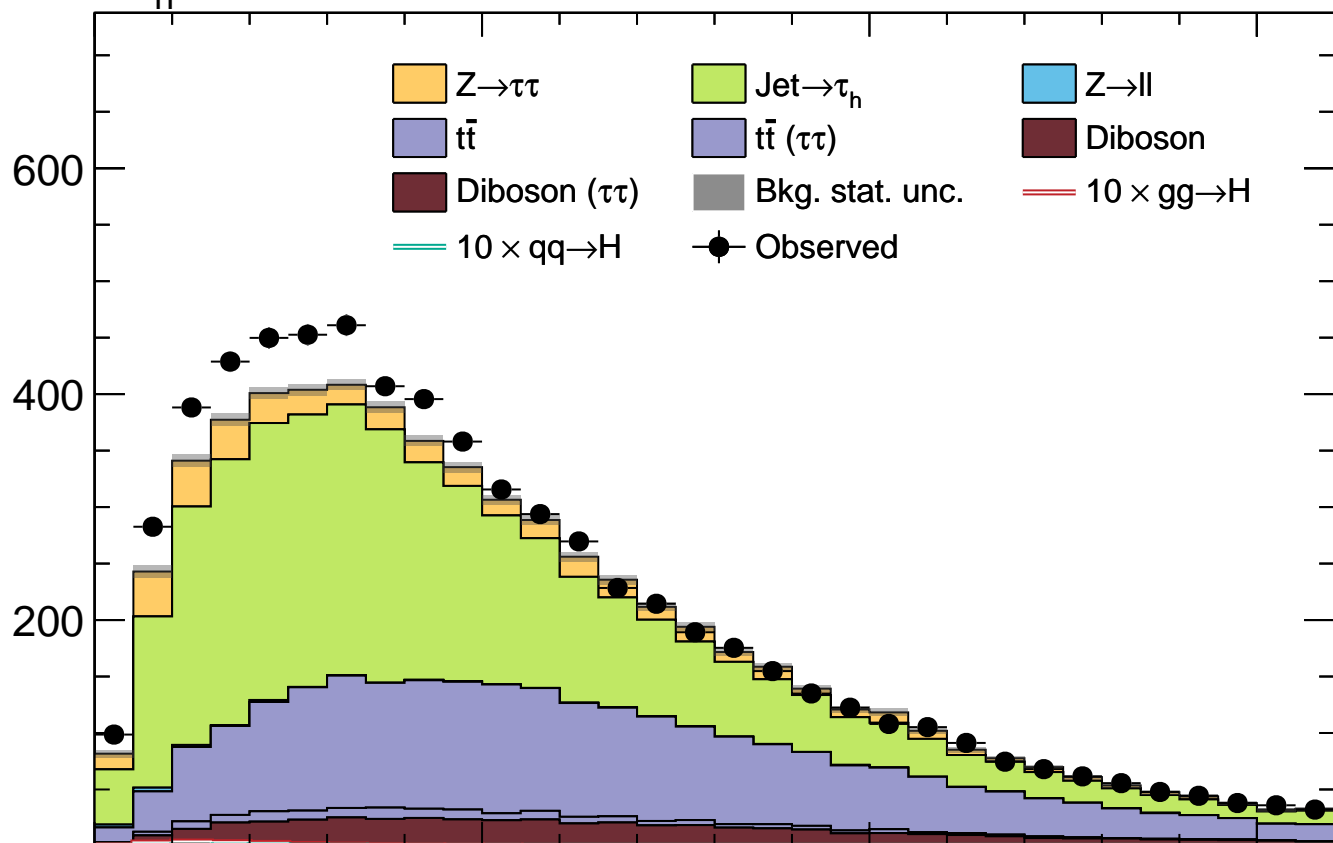 Z→ττ Jet→τh Z→ll
tt̄ tt̄ (ττ) Diboson
Diboson (ττ) Bkg. stat. unc. 10 × gg→H
10 × qq→H Observed
600
400
200